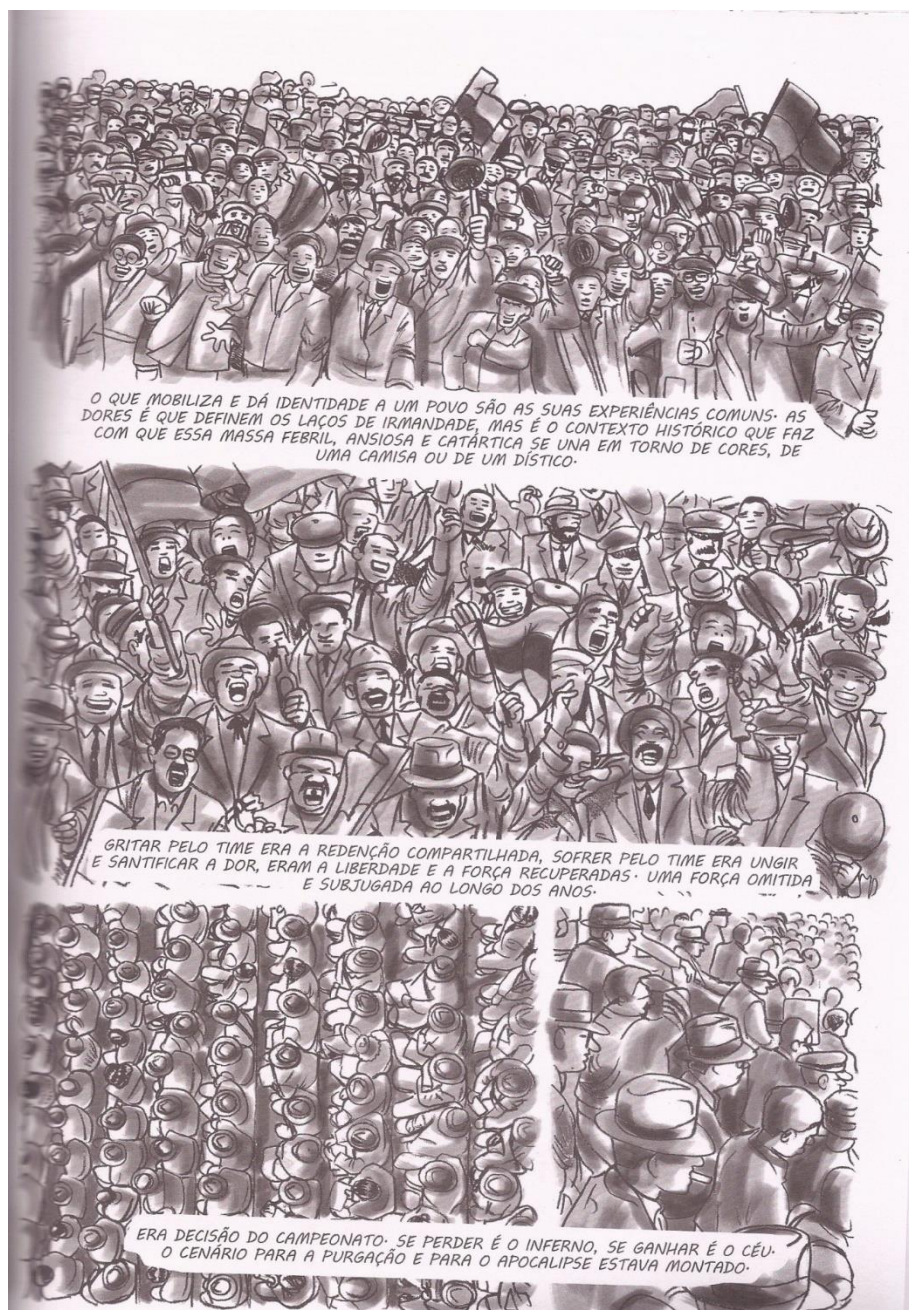 O QUE MOBILIZA E DÁ IDENTIDADE A UM POVO SÃO AS SUAS EXPERIÊNCIAS COMUNS. AS
DORES É QUE DEFINEM OS LAÇOS DE IRMANDADE, MAS É O CONTEXTO HISTÓRICO QUE FAZ
COM QUE ESSA MASSA FEBRIL, ANSIOSA E CATÁRTICA SE UNA EM TORNO DE CORES, DE
UMA CAMISA OU DE UM DÍSTICO.
GRITAR PELO TIME ERA A REDENÇÃO COMPARTILHADA, SOFRER PELO TIME ERA UNGIR
E SANTIFICAR A DOR, ERAM A LIBERDADE E A FORÇA RECUPERADAS. UMA FORÇA OMITIDA
E SUBJUGADA AO LONGO DOS ANOS.
ERA DECISÃO DO CAMPEONATO. SE PERDER É O INFERNO, SE GANHAR É O CÉU.
O CENÁRIO PARA A PURGAÇÃO E PARA O APOCALIPSE ESTAVA MONTADO.